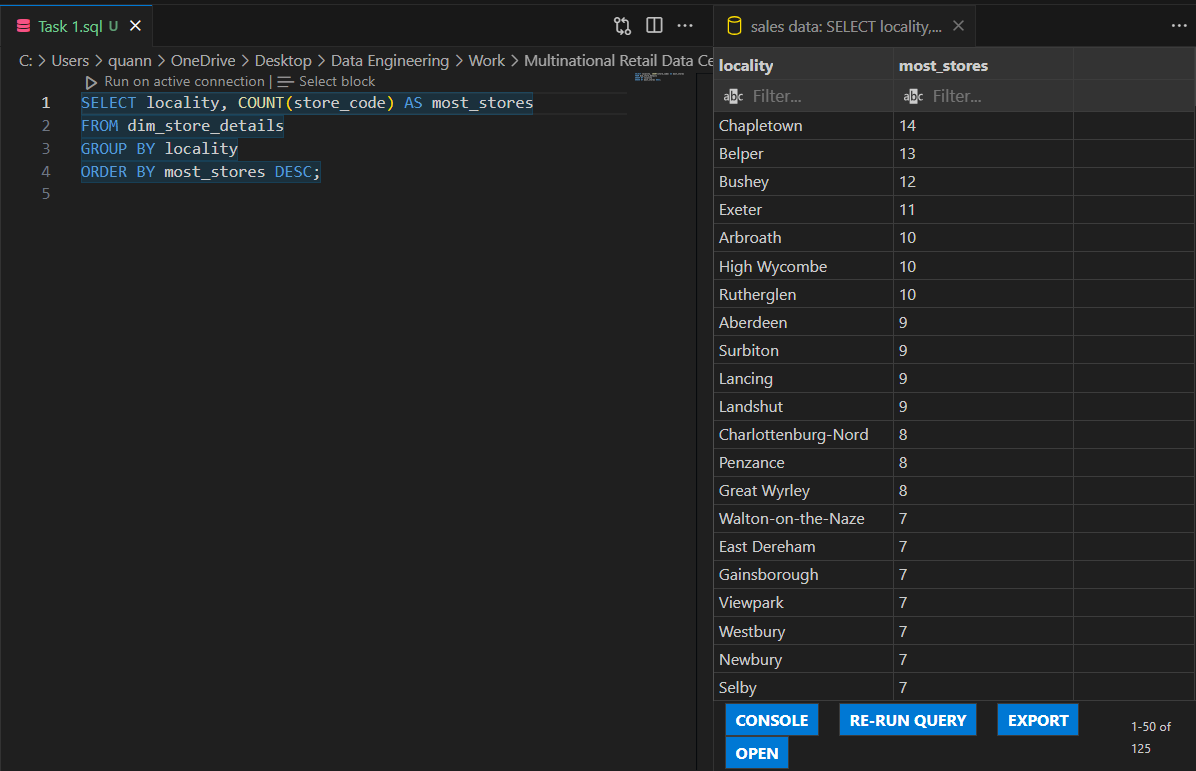 Task 1.sql U
sales data: SELECT locality,...
C: > Users > quann > OneDrive > Desktop > Data Engineering > Work > Multinational Retail Data Ce
Run on active connection | Select block
1 SELECT locality, COUNT(store_code) AS most_stores
2 FROM dim_store_details
3 GROUP BY locality
4 ORDER BY most_stores DESC;
5
locality most_stores
abc Filter... abc Filter...
Chapletown 14
Belper 13
Bushey 12
Exeter 11
Arbroath 10
High Wycombe 10
Rutherglen 10
Aberdeen 9
Surbiton 9
Lancing 9
Landshut 9
Charlottenburg-Nord 8
Penzance 8
Great Wyrley 8
Walton-on-the-Naze 7
East Dereham 7
Gainsborough 7
Viewpark 7
Westbury 7
Newbury 7
Selby 7
CONSOLE RE-RUN QUERY EXPORT
OPEN
1-50 of
125